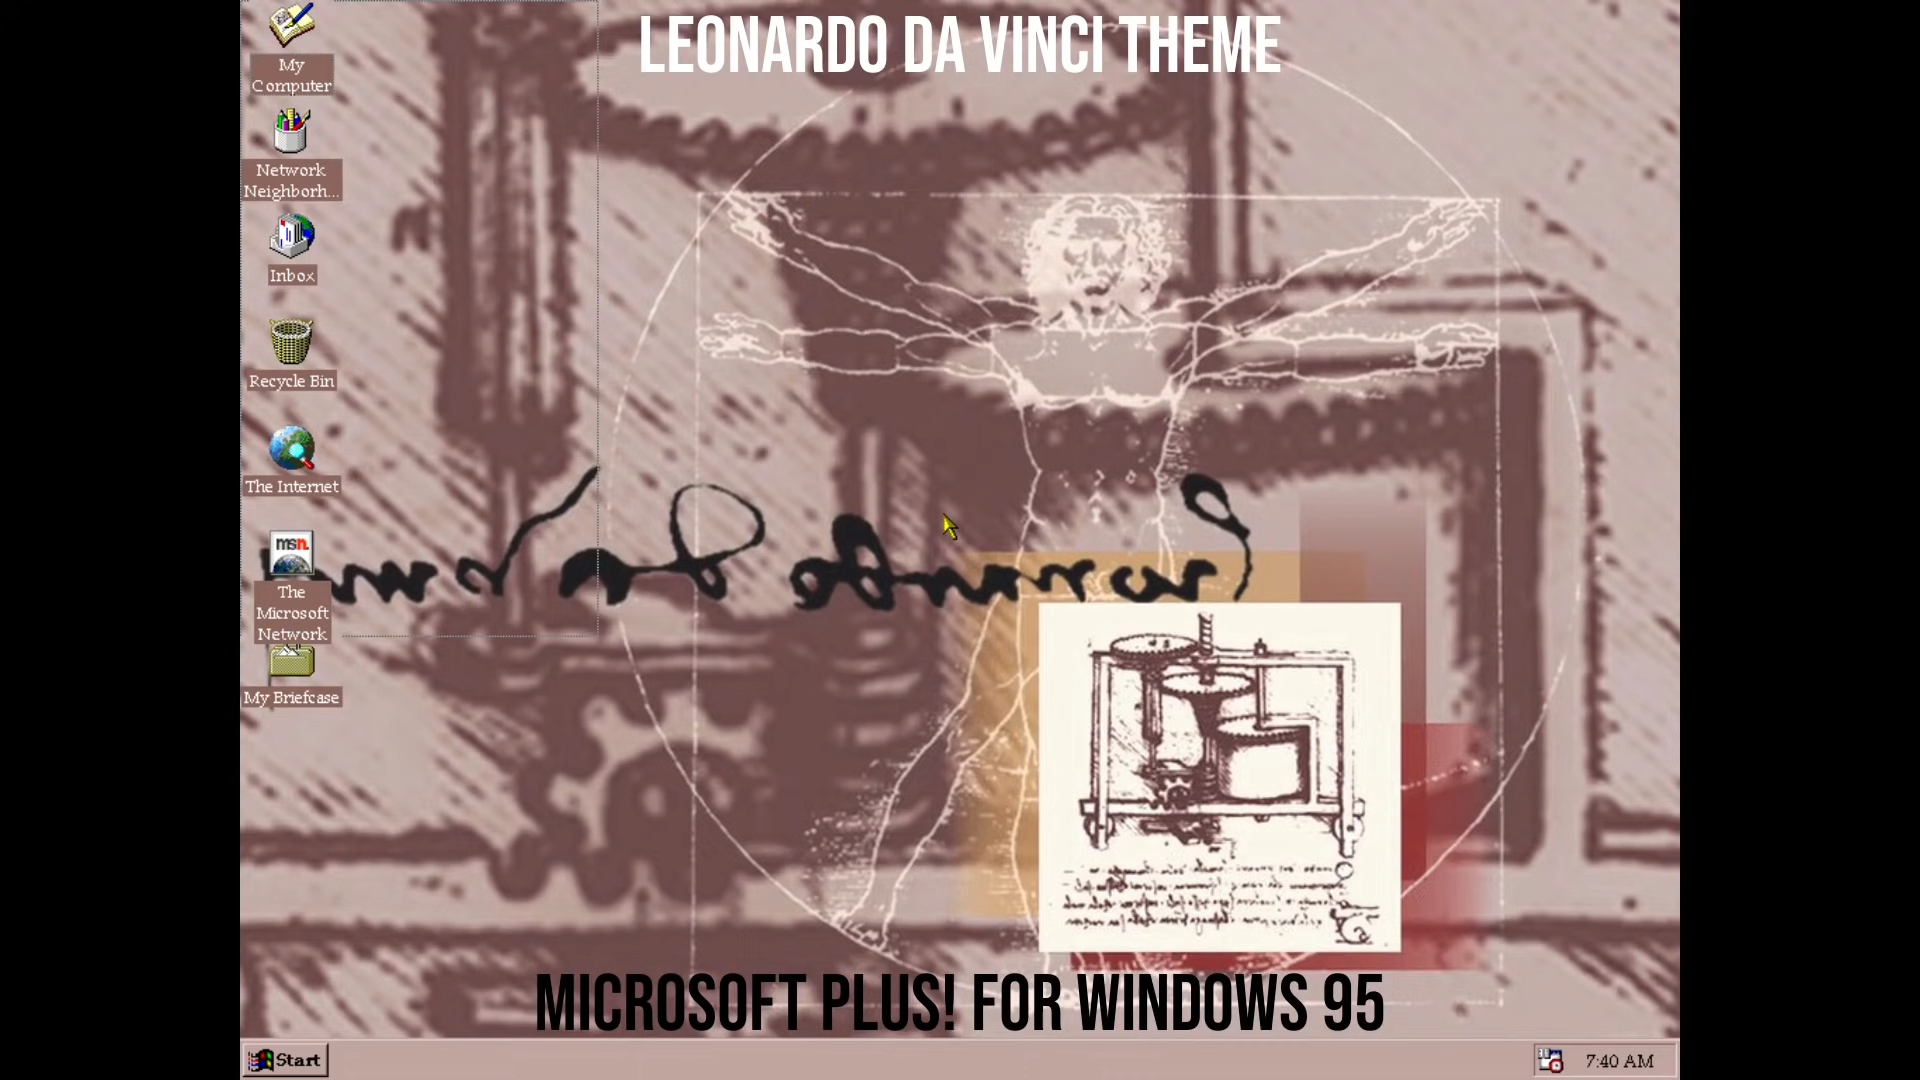 LEONARDO DA VINCI THEME
My
Computer
Network
Neighborh...
Inbox
Recycle Bin
The Internet
msn
The
Microsoft
Network
My Briefcase
MICROSOFT PLUS! FOR WINDOWS 95
Start
7:40 AM